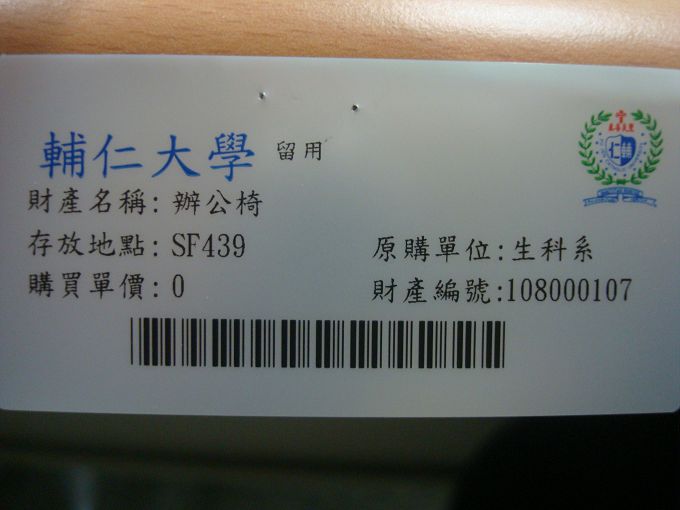 輔仁大學 留用
財產名稱: 辦公椅
存放地點: SF439 原購單位:生科系
購買單價: 0 財產編號:108000107